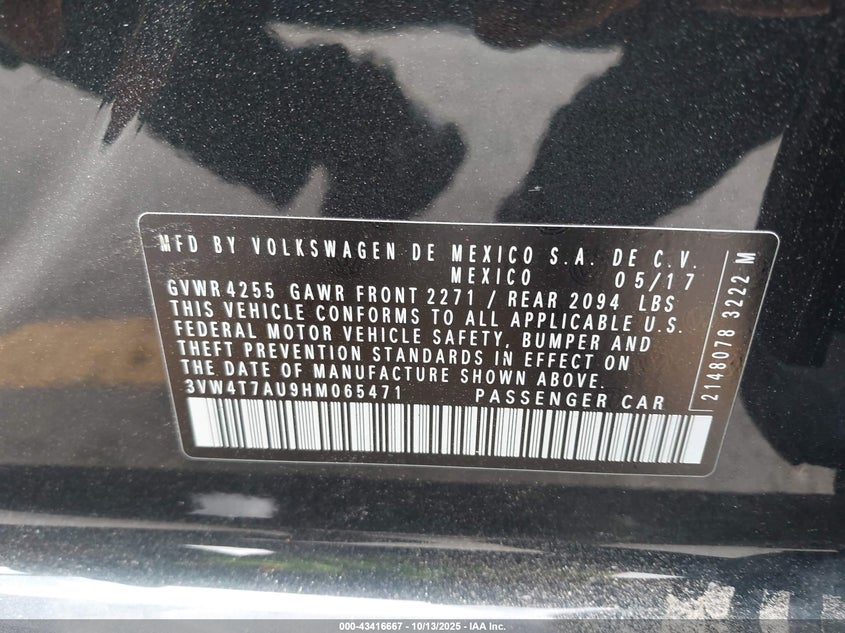 MFD BY VOLKSWAGEN DE MEXICO S.A. DE C.V.
MEXICO 05/17
GVWR 4255 GAWR FRONT 2271 / REAR 2094 LBS
THIS VEHICLE CONFORMS TO ALL APPLICABLE U.S.
FEDERAL MOTOR VEHICLE SAFETY, BUMPER AND
THEFT PREVENTION STANDARDS IN EFFECT ON
THE DATE OF MANUFACTURE SHOWN ABOVE.
3VW4T7AU9HM065471 PASSENGER CAR
2148078 3222 M
000-43416667 - 10/13/2025 - IAA Inc.